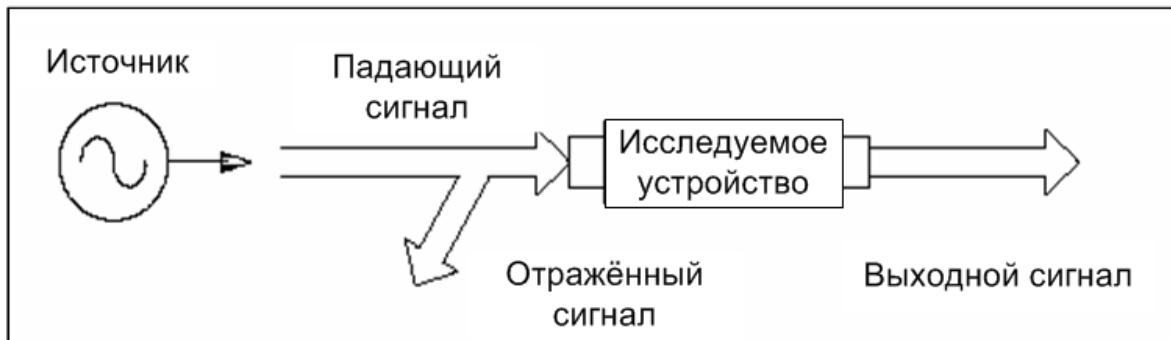 Источник
Падающий
сигнал
Исследуемое
устройство
Отражённый
сигнал
Выходной сигнал